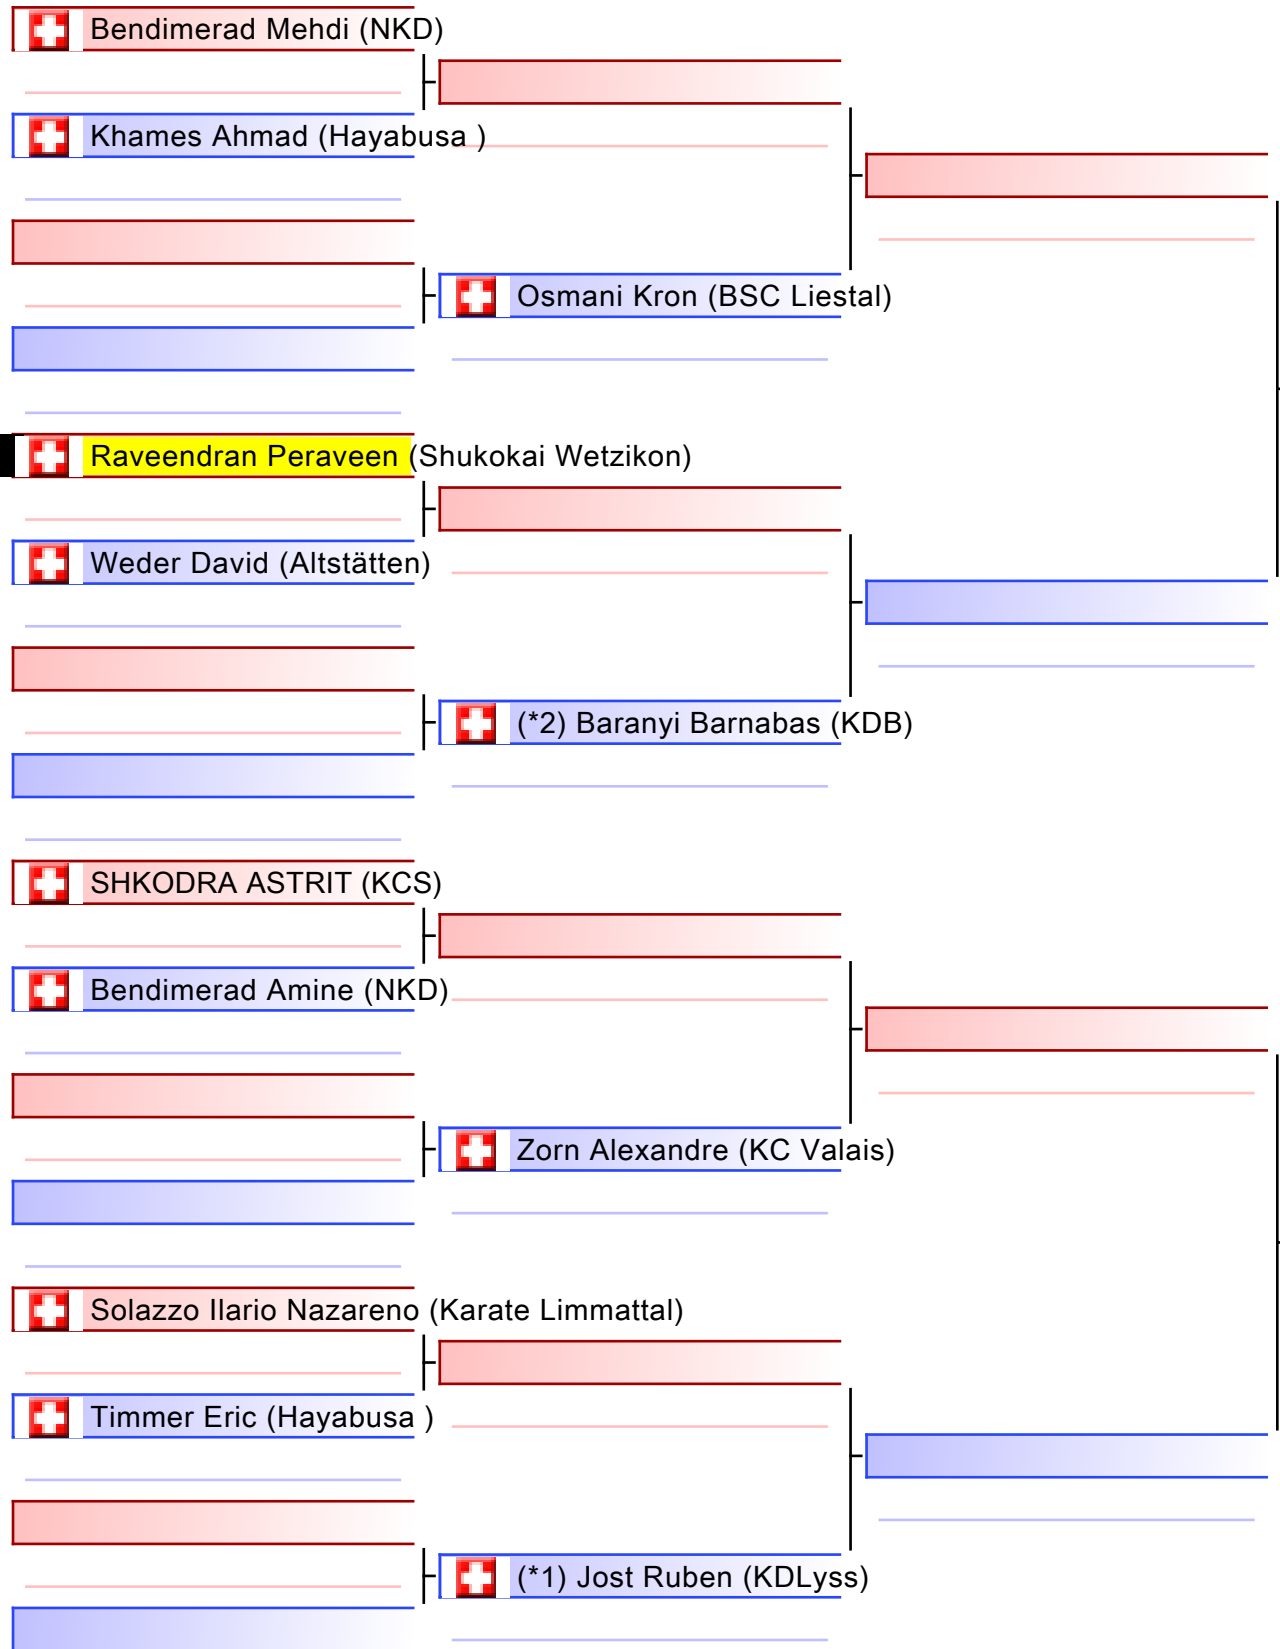 Bendimerad Mehdi (NKD)
Khames Ahmad (Hayabusa )
Osmani Kron (BSC Liestal)
Raveendran Peraveen (Shukokai Wetzikon)
Weder David (Altstätten)
(*2) Baranyi Barnabas (KDB)
SHKODRA ASTRIT (KCS)
Bendimerad Amine (NKD)
Zorn Alexandre (KC Valais)
Solazzo Ilario Nazareno (Karate Limmattal)
Timmer Eric (Hayabusa )
(*1) Jost Ruben (KDLyss)